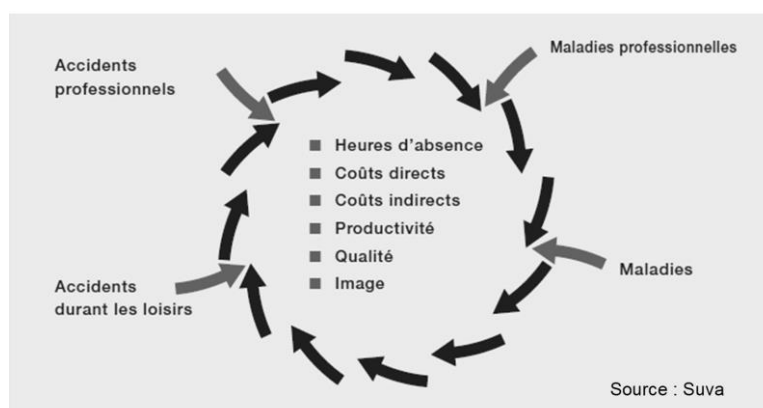 Accidents
professionnels
Maladies professionnelles
Heures d'absence
Coûts directs
Coûts indirects
Productivité
Qualité
Image
Maladies
Accidents
durant les loisirs
Source : Suva